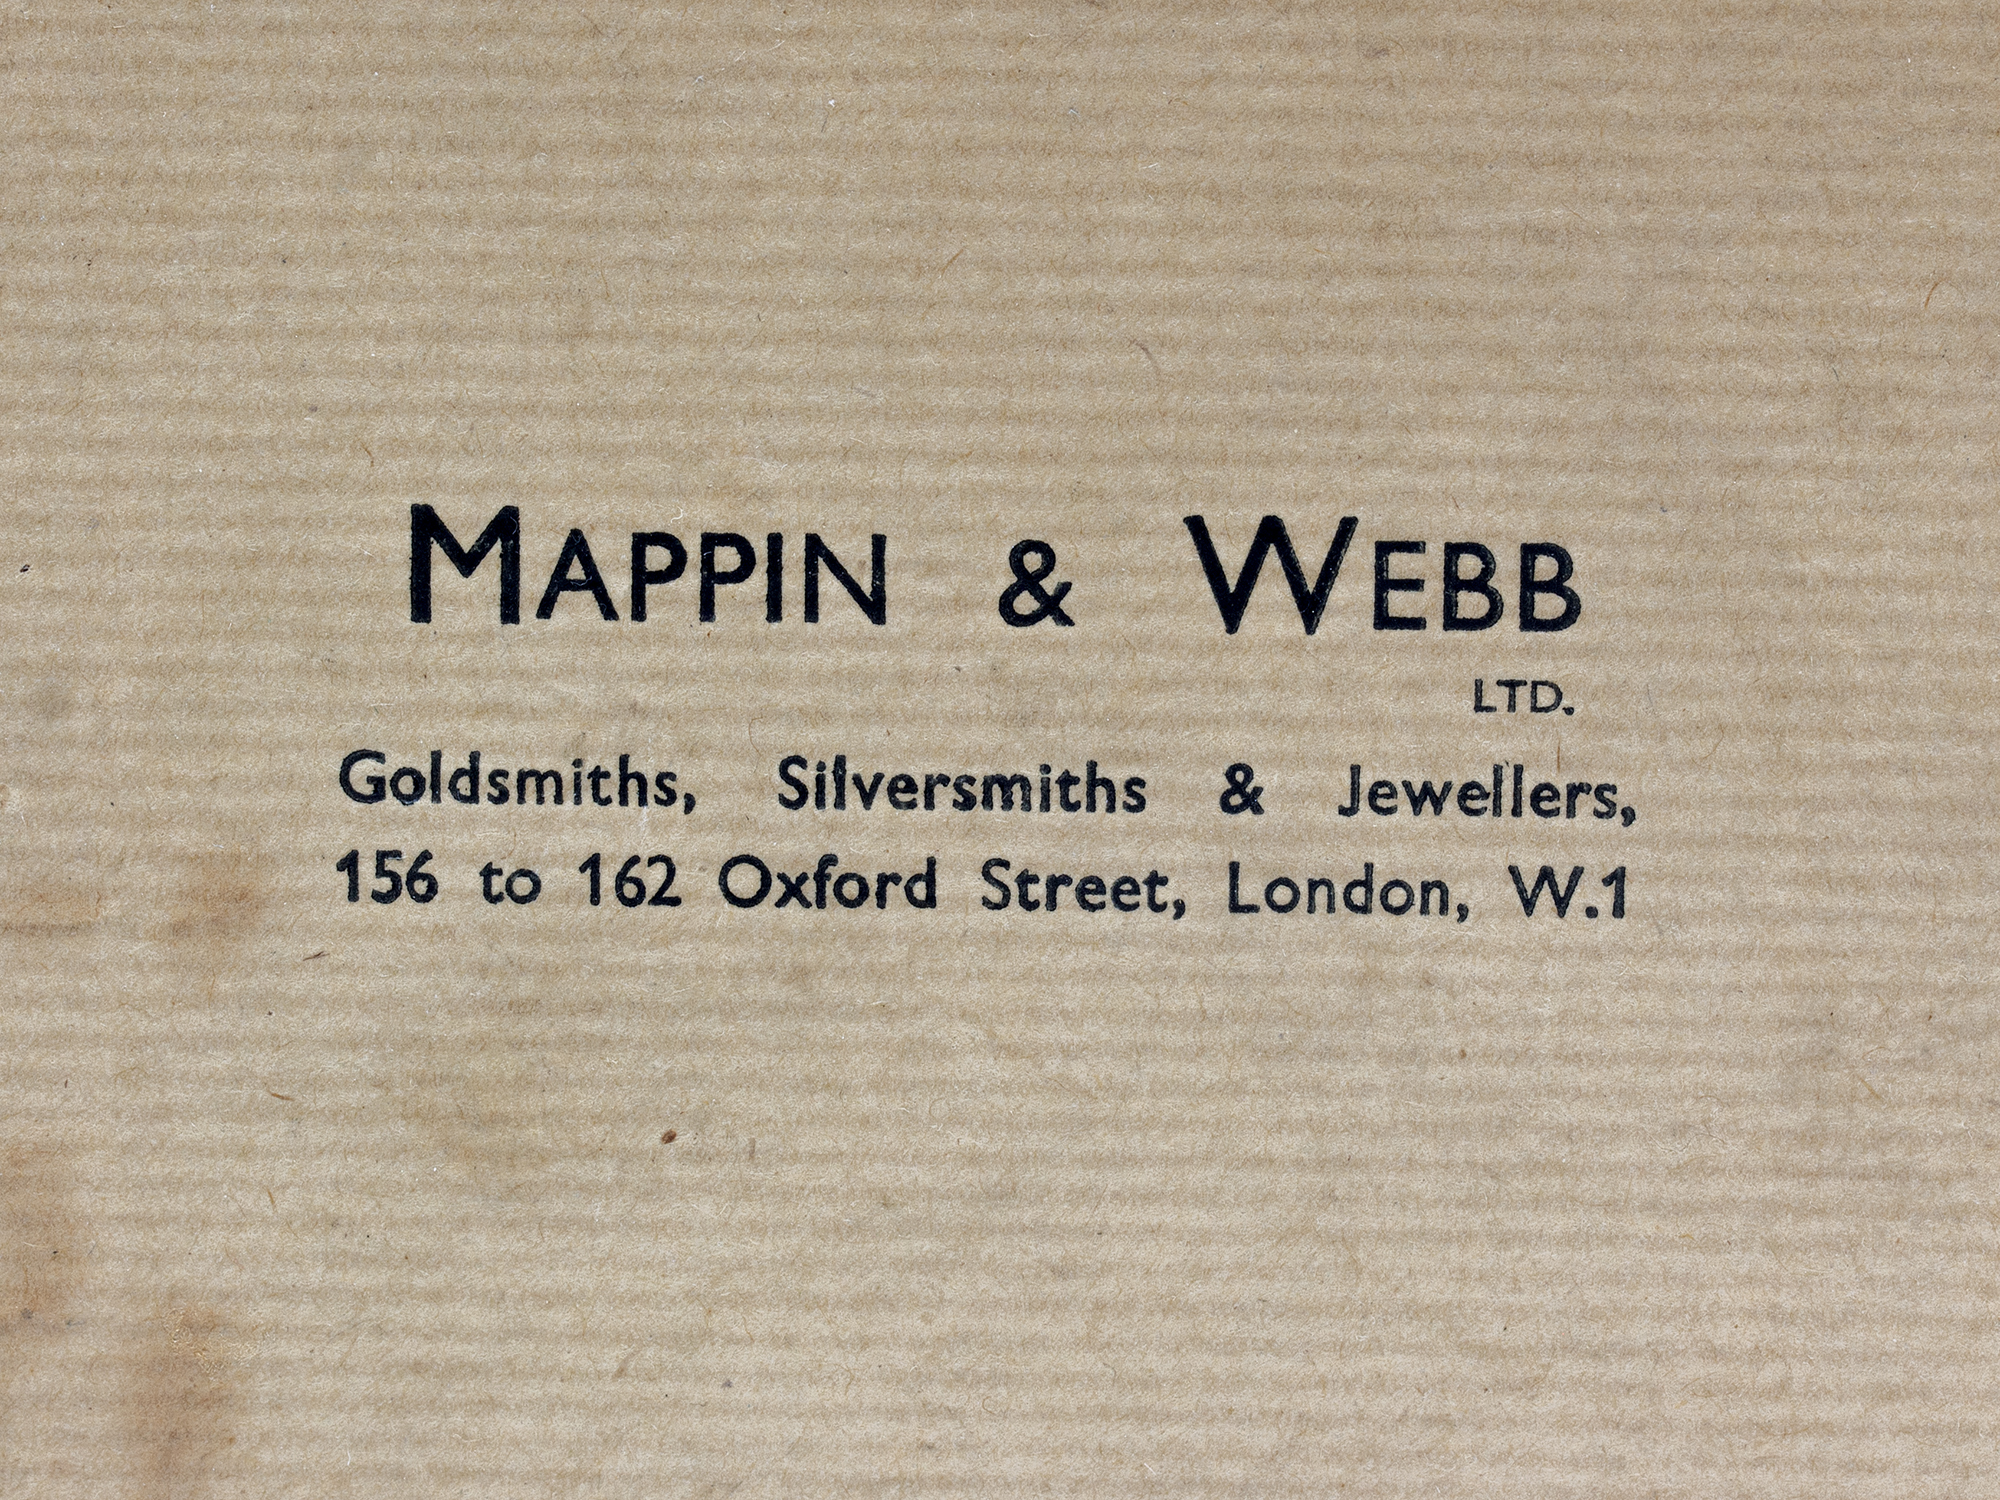 MAPPIN & WEBB
LTD.
Goldsmiths, Silversmiths & Jewellers,
156 to 162 Oxford Street, London, W.1